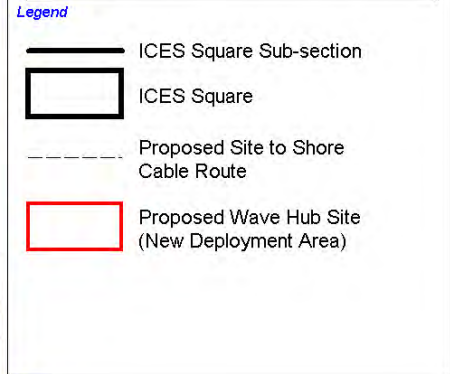 Legend
ICES Square Sub-section
ICES Square
Proposed Site to Shore
Cable Route
Proposed Wave Hub Site
(New Deployment Area)